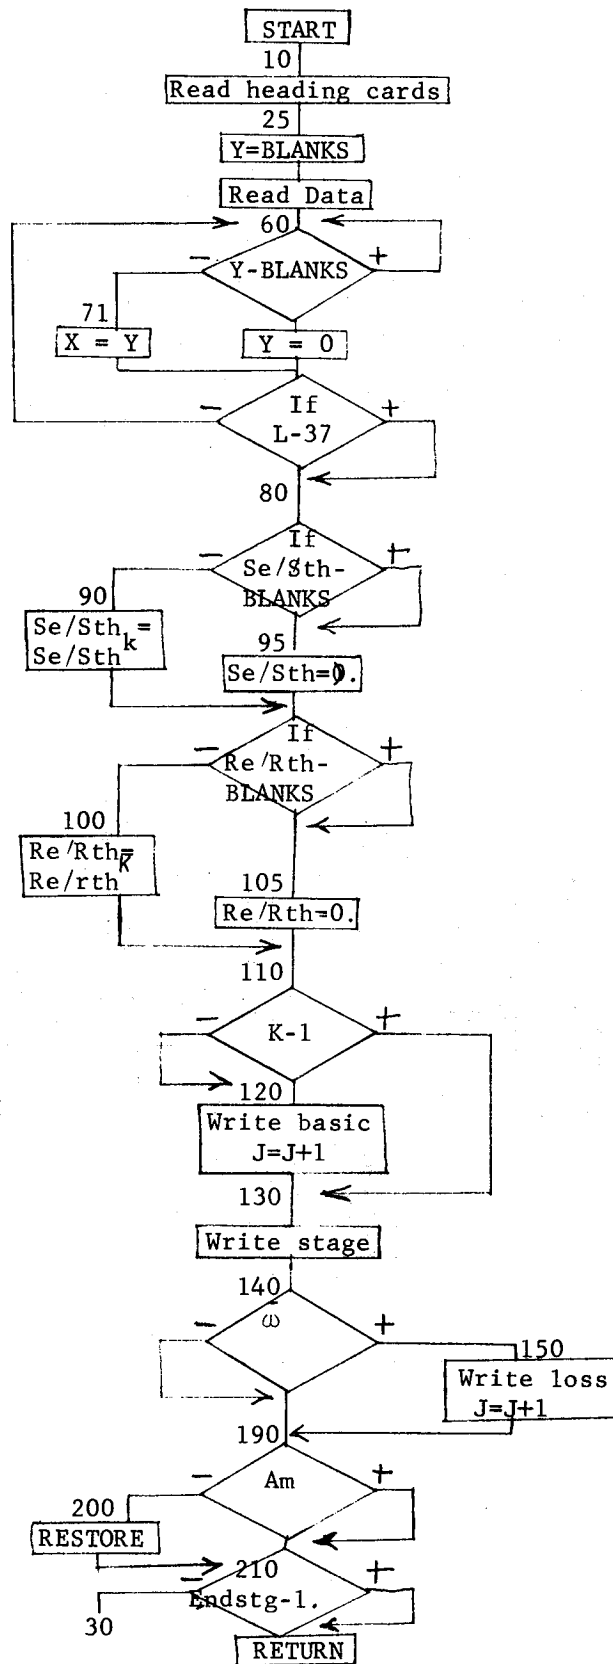 START
10
Read heading cards
25
Y=BLANKS
Read Data
60
- Y-BLANKS +
71
X = Y
Y = 0
- If +
L-37
80
- If +
Se/Sth-
BLANKS
90
Se/Sth k=
Se/Sth
95
Se/Sth=0.
- If +
Re/Rth-
BLANKS
100
Re/Rth K=
Re/rth
105
Re/Rth=0.
110
- K-1 +
120
Write basic
J=J+1
130
Write stage
140
- ω̄ +
150
Write loss
J=J+1
190
- Am +
200
RESTORE
210
- Endstg-1. +
30
RETURN